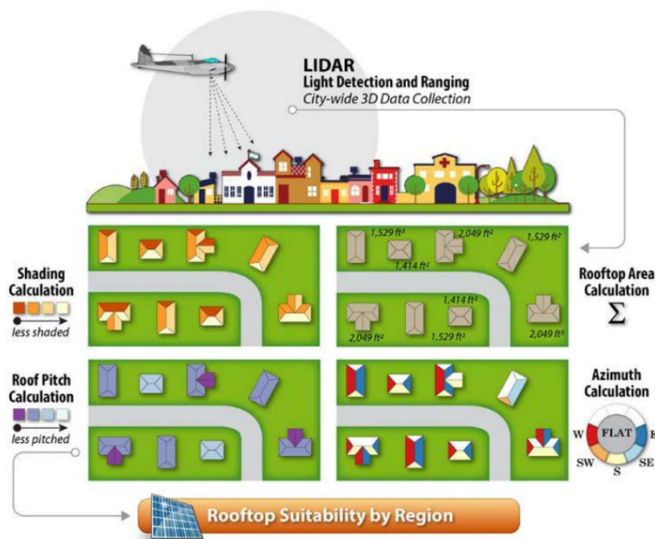 LIDAR
Light Detection and Ranging
City-wide 3D Data Collection
Shading
Calculation
less shaded
1,529 ft²
2,049 ft²
1,529 ft²
1,414 ft²
1,414 ft²
2,049 ft²
1,529 ft²
2,049 ft²
Rooftop Area
Calculation
Σ
Roof Pitch
Calculation
less pitched
Azimuth
Calculation
W
FLAT
E
SW
S
SE
Rooftop Suitability by Region